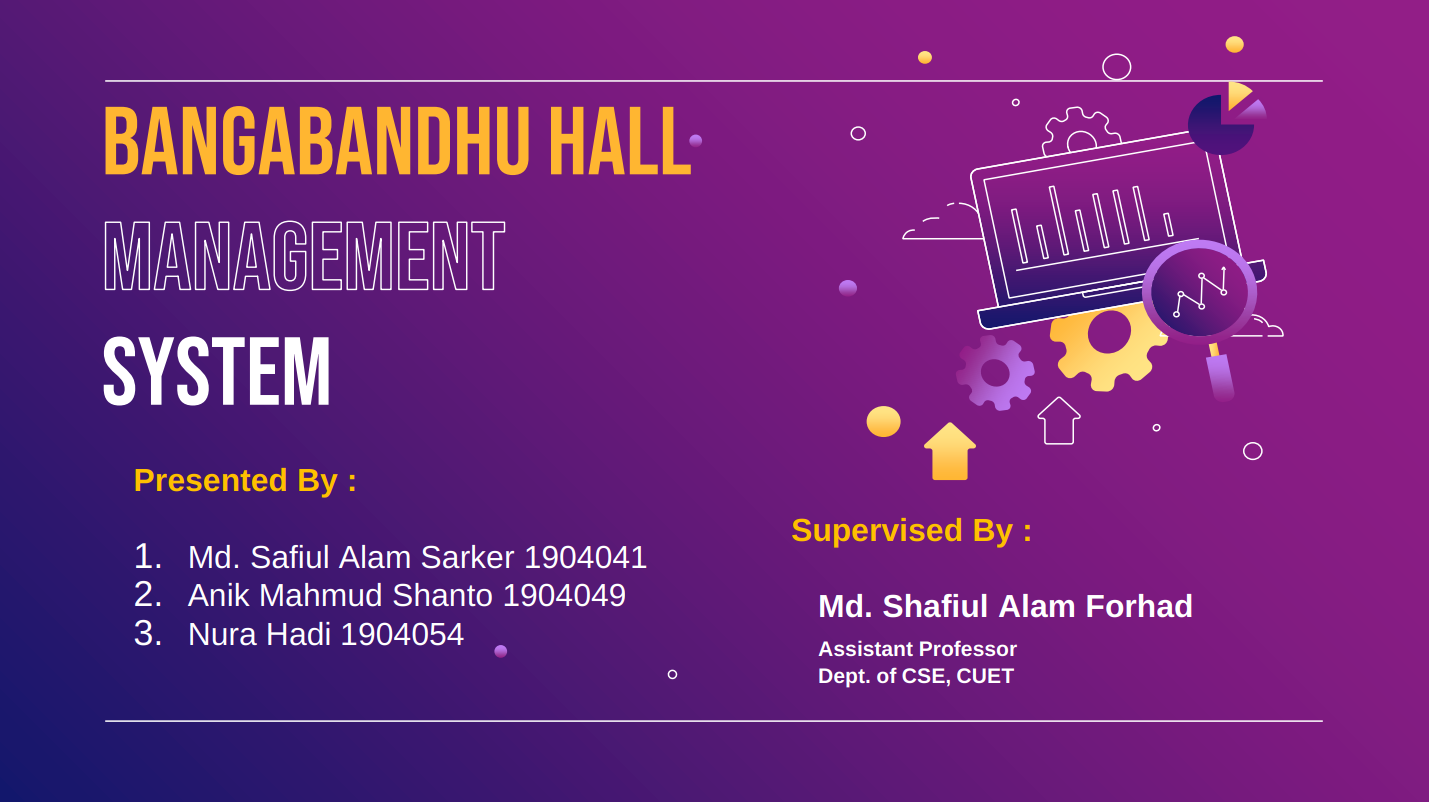 BANGABANDHU HALL
MANAGEMENT
SYSTEM
Presented By :
1. Md. Safiul Alam Sarker 1904041
2. Anik Mahmud Shanto 1904049
3. Nura Hadi 1904054
Supervised By :
Md. Shafiul Alam Forhad
Assistant Professor
Dept. of CSE, CUET